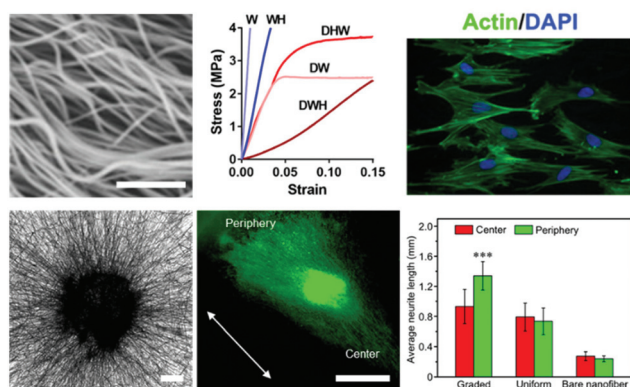 Stress (MPa)
4
3
2
1
0
W
WH
DHW
DW
DWH
0.00
0.05
0.10
0.15
Strain
Actin/DAPI
Periphery
Center
Average neurite length (mm)
2.0
1.6
1.2
0.8
0.4
0.0
Center
Periphery
***
Graded
Uniform
Bare nanofiber